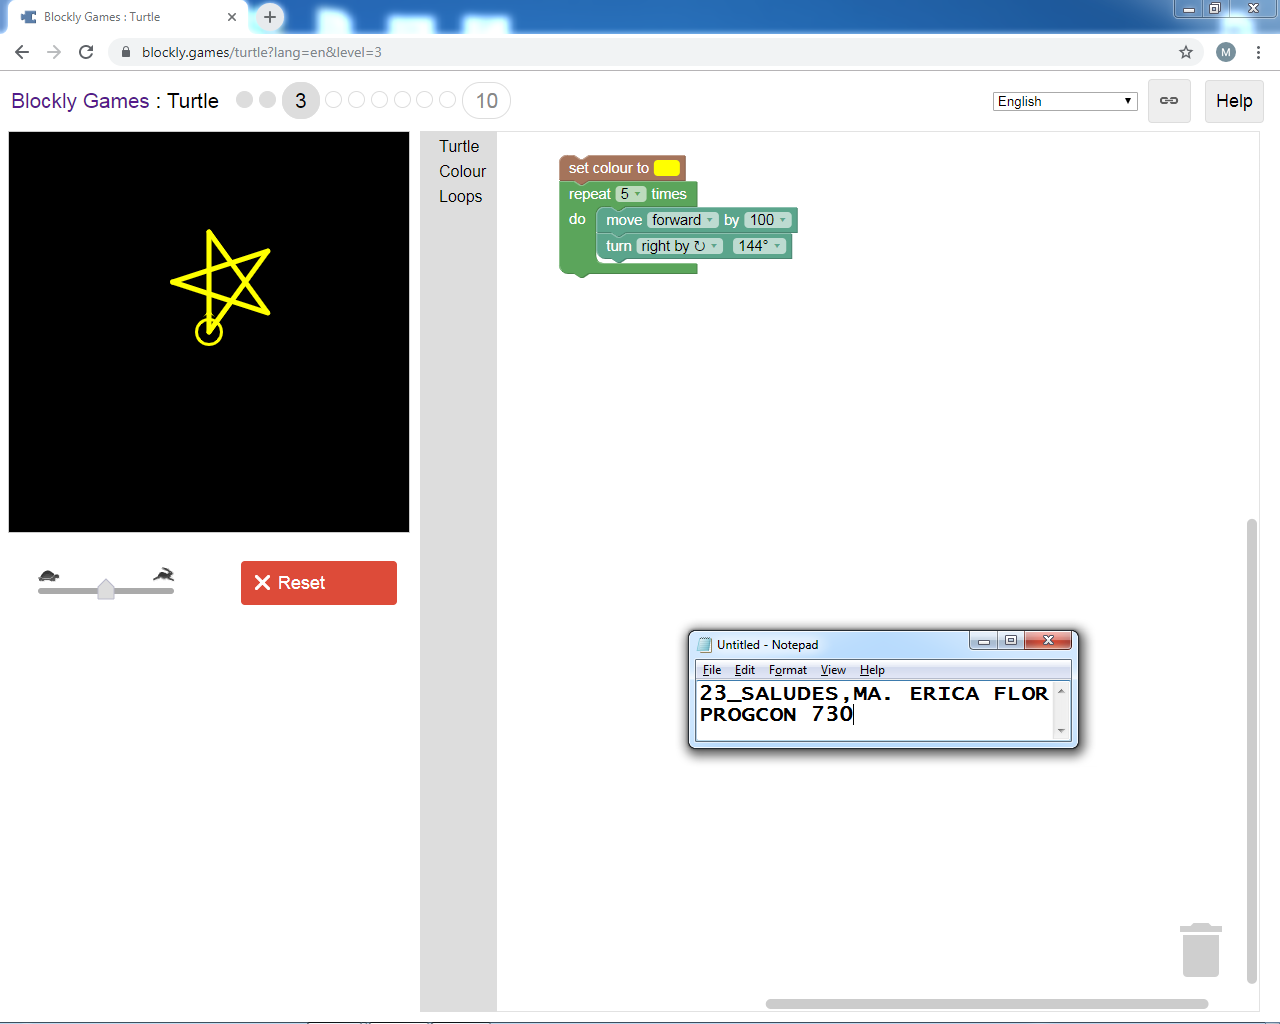 Blockly Games : Turtle
blockly.games/turtle?lang=en&level=3
M
Blockly Games : Turtle 3 10
English
Help
Turtle
Colour
Loops
set colour to
repeat 5 times
do move forward by 100
turn right by ↻ 144°
Reset
Untitled - Notepad
File Edit Format View Help
23_SALUDES,MA. ERICA FLOR
PROGCON 730